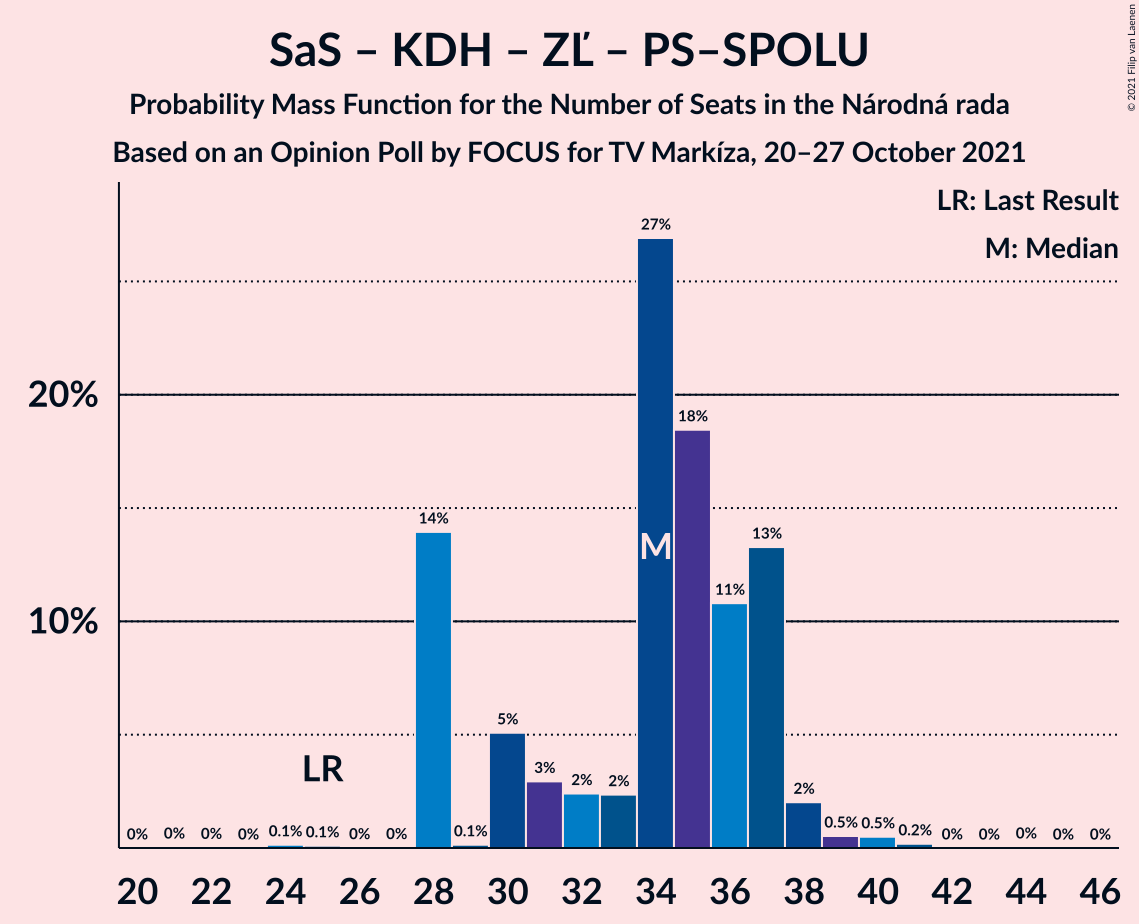 SaS – KDH – ZĽ – PS–SPOLU
Probability Mass Function for the Number of Seats in the Národná rada
Based on an Opinion Poll by FOCUS for TV Markíza, 20–27 October 2021
© 2021 Filip van Laenen
LR: Last Result
M: Median
20%
10%
0% 0% 0% 0% 0.1% 0.1% 0% 0% 14% 0.1% 5% 3% 2% 2% 27% 18% 11% 13% 2% 0.5% 0.5% 0.2% 0% 0% 0% 0% 0%
LR
M
20 22 24 26 28 30 32 34 36 38 40 42 44 46